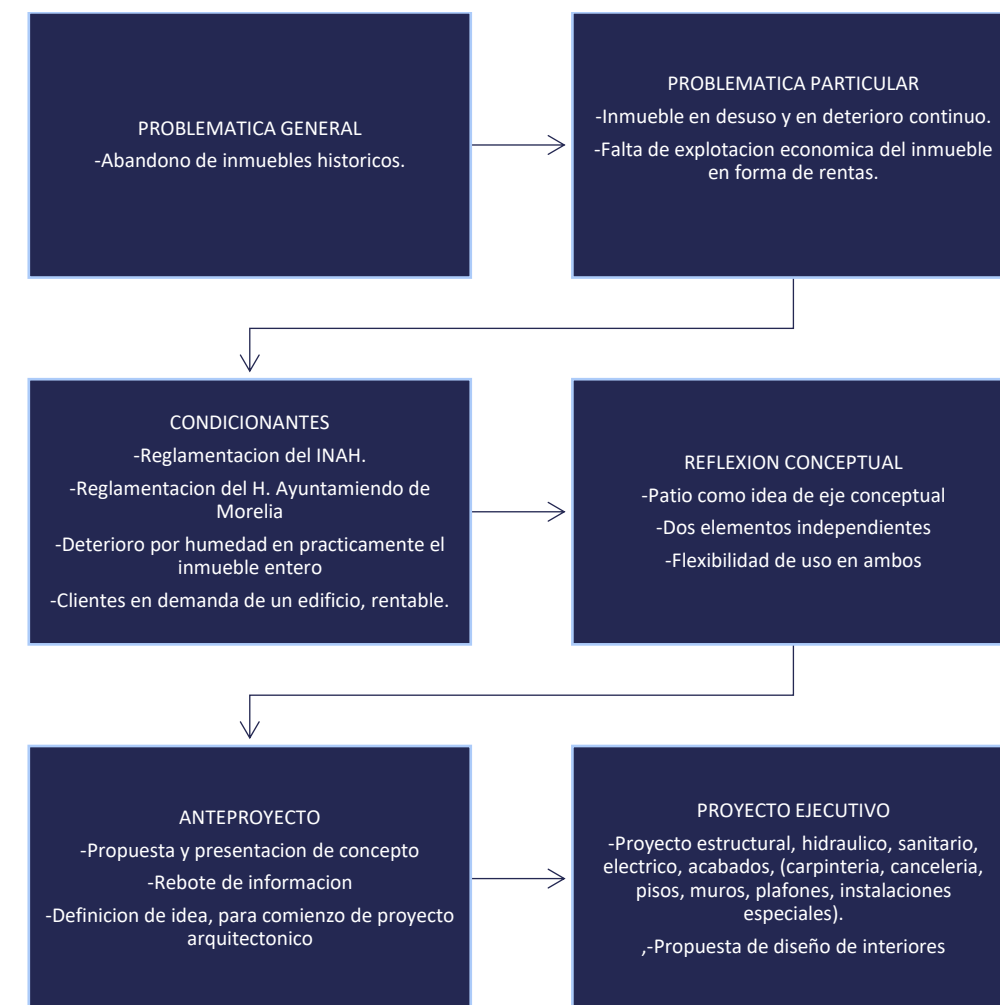 PROBLEMATICA GENERAL
-Abandono de inmuebles historicos.
PROBLEMATICA PARTICULAR
-Inmueble en desuso y en deterioro continuo.
-Falta de explotacion economica del inmueble
en forma de rentas.
CONDICIONANTES
-Reglamentacion del INAH.
-Reglamentacion del H. Ayuntamiendo de
Morelia
-Deterioro por humedad en practicamente el
inmueble entero
-Clientes en demanda de un edificio, rentable.
REFLEXION CONCEPTUAL
-Patio como idea de eje conceptual
-Dos elementos independientes
-Flexibilidad de uso en ambos
ANTEPROYECTO
-Propuesta y presentacion de concepto
-Rebote de informacion
-Definicion de idea, para comienzo de proyecto
arquitectonico
PROYECTO EJECUTIVO
-Proyecto estructural, hidraulico, sanitario,
electrico, acabados, (carpinteria, canceleria,
pisos, muros, plafones, instalaciones
especiales).
,-Propuesta de diseño de interiores